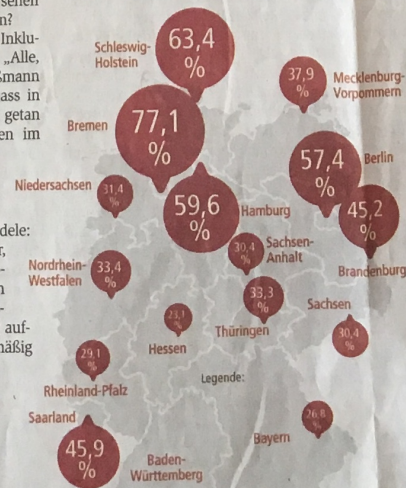 n?
Inklu-
„Alle,
ßmann
ass in
getan
en im
dele:
r,
-
n
-
auf-
näßig
Schleswig-
Holstein
63,4
%
37,9
%
Mecklenburg-
Vorpommern
Bremen
77,1
%
57,4
%
Berlin
Niedersachsen
31,4
%
59,6
%
Hamburg
45,2
%
Brandenburg
30,4
%
Sachsen-
Anhalt
Nordrhein-
Westfalen
33,4
%
33,3
%
Thüringen
Sachsen
30,4
%
23,1
%
Hessen
29,1
%
Rheinland-Pfalz
Legende:
Saarland
45,9
%
26,8
%
Bayern
Baden-
Württemberg